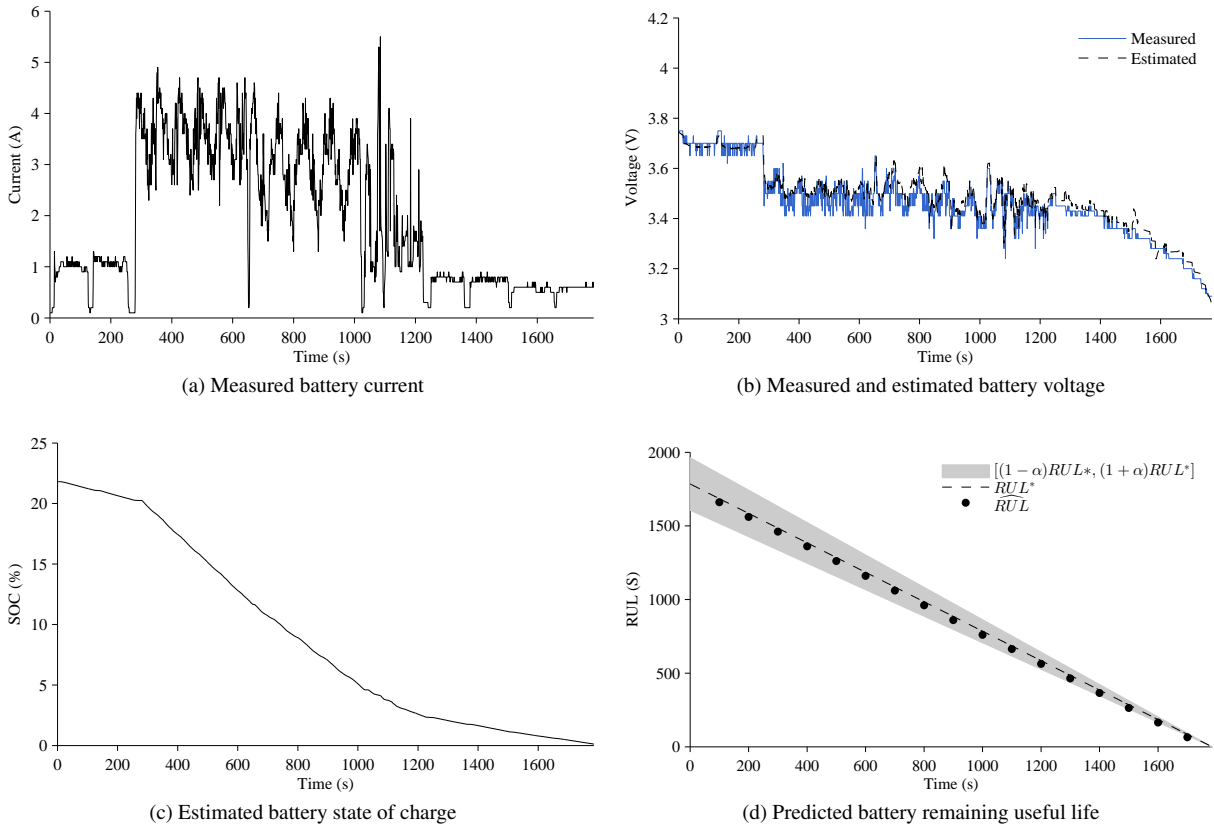 6
5
4
3
2
1
0
Current (A)
0 200 400 600 800 1000 1200 1400 1600
Time (s)
(a) Measured battery current
4.2
4
3.8
3.6
3.4
3.2
3
Voltage (V)
Measured
Estimated
0 200 400 600 800 1000 1200 1400 1600
Time (s)
(b) Measured and estimated battery voltage
25
20
15
10
5
0
SOC (%)
0 200 400 600 800 1000 1200 1400 1600
Time (s)
(c) Estimated battery state of charge
2000
1500
1000
500
0
RUL (S)
[(1 − α)RUL∗, (1 + α)RUL*]
RUL*
R͡UL
0 200 400 600 800 1000 1200 1400 1600
Time (s)
(d) Predicted battery remaining useful life